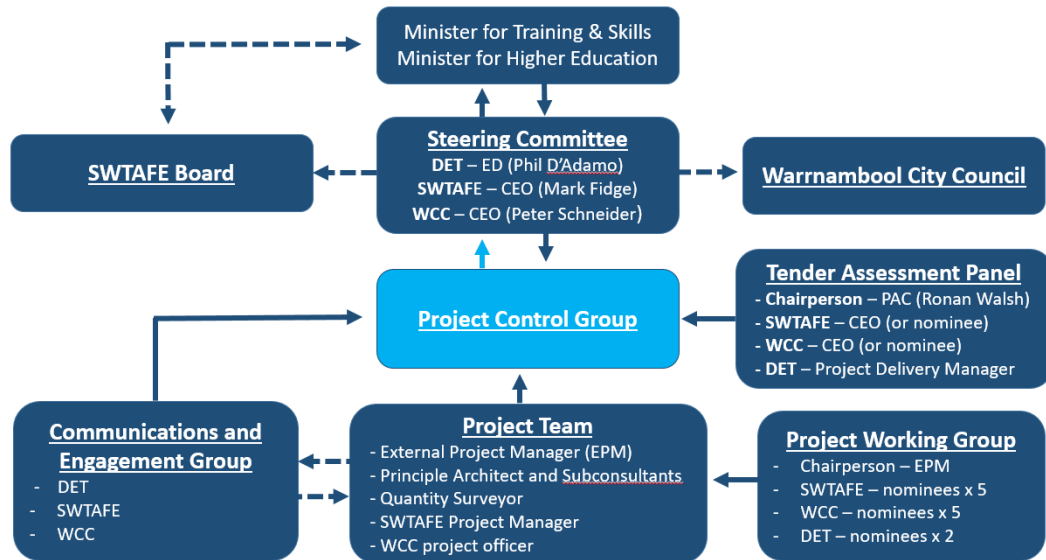 Minister for Training & Skills
Minister for Higher Education
Steering Committee
DET – ED (Phil D'Adamo)
SWTAFE – CEO (Mark Fidge)
WCC – CEO (Peter Schneider)
SWTAFE Board
Warrnambool City Council
Project Control Group
Tender Assessment Panel
- Chairperson – PAC (Ronan Walsh)
- SWTAFE – CEO (or nominee)
- WCC – CEO (or nominee)
- DET – Project Delivery Manager
Communications and
Engagement Group
- DET
- SWTAFE
- WCC
Project Team
- External Project Manager (EPM)
- Principle Architect and Subconsultants
- Quantity Surveyor
- SWTAFE Project Manager
- WCC project officer
Project Working Group
- Chairperson – EPM
- SWTAFE – nominees x 5
- WCC – nominees x 5
- DET – nominees x 2